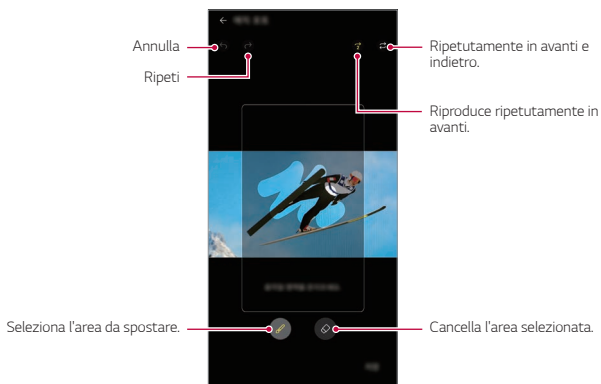 Annulla
Ripeti
Ripetutamente in avanti e
indietro.
Riproduce ripetutamente in
avanti.
Seleziona l'area da spostare.
Cancella l'area selezionata.